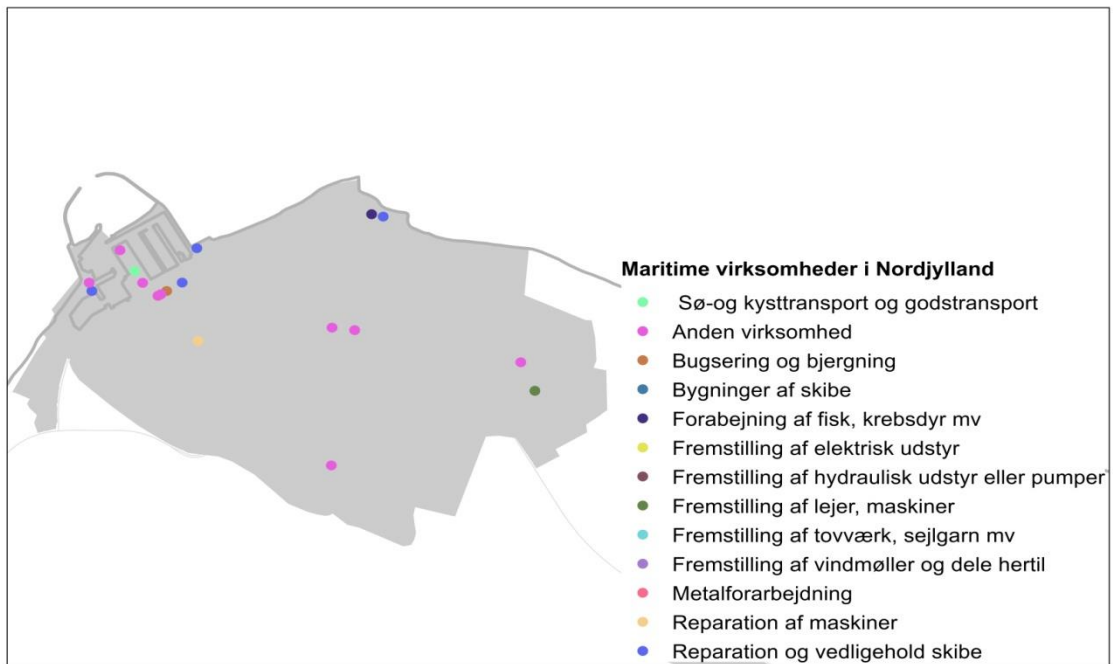 Maritime virksomheder i Nordjylland
Sø-og kysttransport og godstransport
Anden virksomhed
Bugsering og bjergning
Bygninger af skibe
Forabejning af fisk, krebsdyr mv
Fremstilling af elektrisk udstyr
Fremstilling af hydraulisk udstyr eller pumper
Fremstilling af lejer, maskiner
Fremstilling af tovværk, sejlgarn mv
Fremstilling af vindmøller og dele hertil
Metalforarbejdning
Reparation af maskiner
Reparation og vedligehold skibe